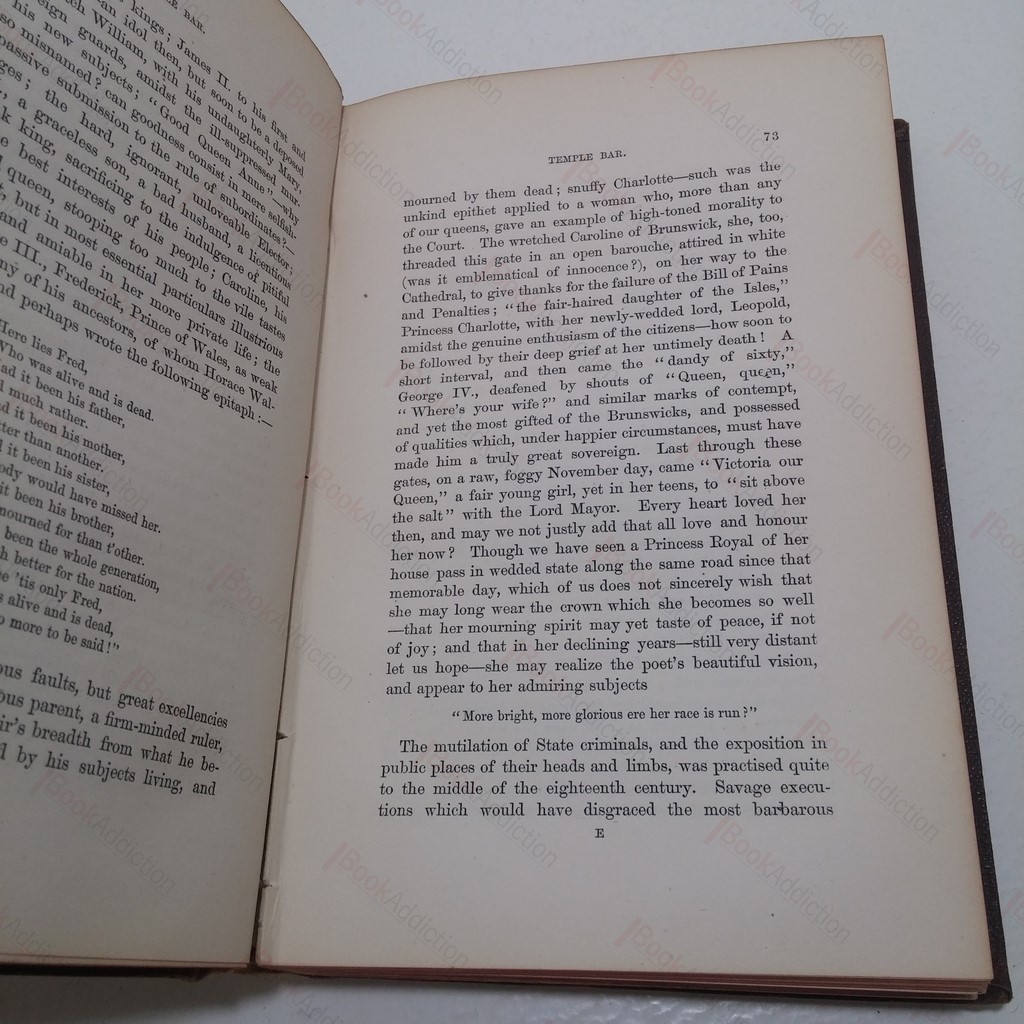 LE BAR.
kings; James II. to his first and
an idol then, but soon to be a deposed
tch William, with his undaughterly Mary,
eign guards, amidst the ill-suppressed mur-
his new subjects; "Good Queen Anne"—why
so misnamed? can goodness consist in mere selfish-
passive submission to the rule of subordinates?—
ges; the hard, ignorant, unloveable Elector;
a graceless son, a bad husband, a licentious
k king, sacrificing to the indulgence of pitiful
e best interests of his people; Caroline, his
queen, stooping too much to the vile tastes
but in most essential particulars illustrious
and amiable in her more private life; the
e III., Frederick, Prince of Wales, as weak
ny of his ancestors, of whom Horace Wal-
nd perhaps wrote the following epitaph:—
Here lies Fred,
Who was alive and is dead.
ad it been his father,
much rather.
d it been his mother,
tter than another.
it been his sister,
ody would have missed her.
it been his brother,
mourned for than t'other.
been the whole generation,
h better for the nation.
e 'tis only Fred,
s alive and is dead,
o more to be said!"
ous faults, but great excellencies
ous parent, a firm-minded ruler,
ir's breadth from what he be-
d by his subjects living, and
73
TEMPLE BAR.
mourned by them dead; snuffy Charlotte—such was the
unkind epithet applied to a woman who, more than any
of our queens, gave an example of high-toned morality to
the Court. The wretched Caroline of Brunswick, she, too,
threaded this gate in an open barouche, attired in white
(was it emblematical of innocence?), on her way to the
Cathedral, to give thanks for the failure of the Bill of Pains
and Penalties; "the fair-haired daughter of the Isles,"
Princess Charlotte, with her newly-wedded lord, Leopold,
amidst the genuine enthusiasm of the citizens—how soon to
be followed by their deep grief at her untimely death! A
short interval, and then came the "dandy of sixty,"
George IV., deafened by shouts of "Queen, queen,"
"Where's your wife?" and similar marks of contempt,
and yet the most gifted of the Brunswicks, and possessed
of qualities which, under happier circumstances, must have
made him a truly great sovereign. Last through these
gates, on a raw, foggy November day, came "Victoria our
Queen," a fair young girl, yet in her teens, to "sit above
the salt" with the Lord Mayor. Every heart loved her
then, and may we not justly add that all love and honour
her now? Though we have seen a Princess Royal of her
house pass in wedded state along the same road since that
memorable day, which of us does not sincerely wish that
she may long wear the crown which she becomes so well
—that her mourning spirit may yet taste of peace, if not
of joy; and that in her declining years—still very distant
let us hope—she may realize the poet's beautiful vision,
and appear to her admiring subjects
"More bright, more glorious ere her race is run?"
The mutilation of State criminals, and the exposition in
public places of their heads and limbs, was practised quite
to the middle of the eighteenth century. Savage execu-
tions which would have disgraced the most barbarous
E
BookAddiction